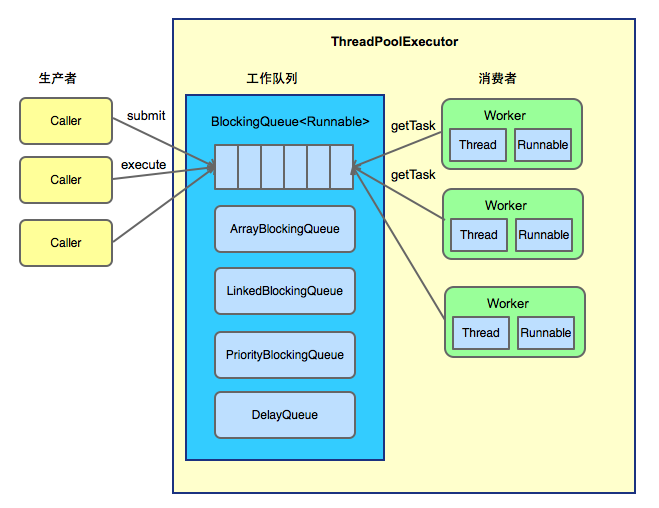 ThreadPoolExecutor
生产者
工作队列
消费者
Caller
Caller
Caller
submit
execute
BlockingQueue<Runnable>
ArrayBlockingQueue
LinkedBlockingQueue
PriorityBlockingQueue
DelayQueue
getTask
getTask
Worker
Thread
Runnable
Worker
Thread
Runnable
Worker
Thread
Runnable